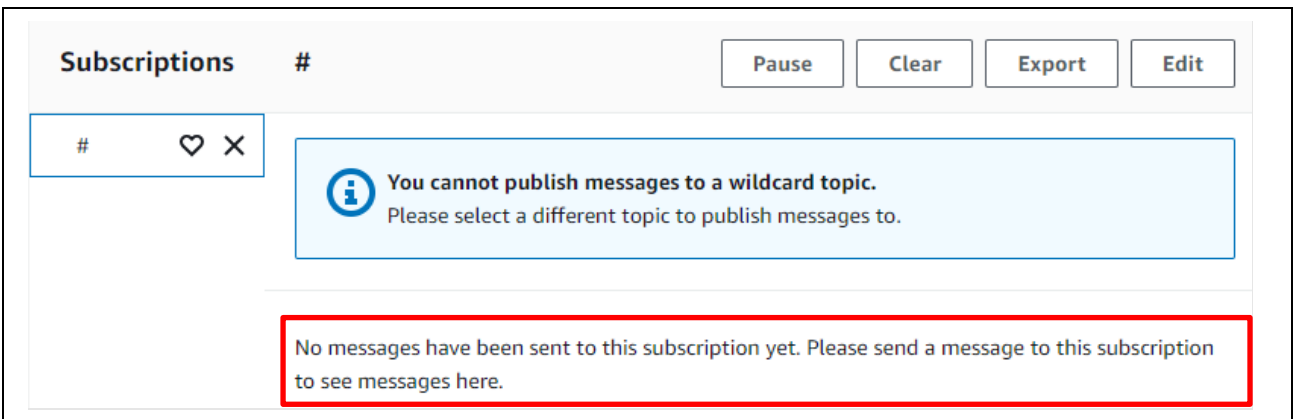 Subscriptions # Pause Clear Export Edit
#
You cannot publish messages to a wildcard topic.
Please select a different topic to publish messages to.
No messages have been sent to this subscription yet. Please send a message to this subscription
to see messages here.